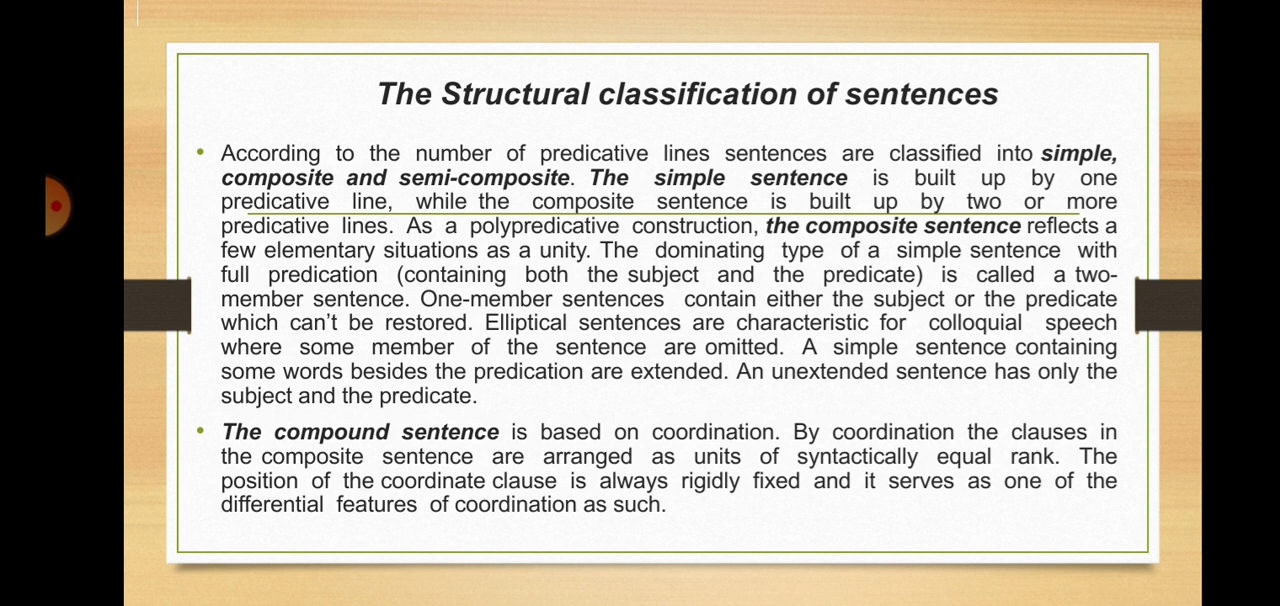 The Structural classification of sentences
• According to the number of predicative lines sentences are classified into simple,
composite and semi-composite. The simple sentence is built up by one
predicative line, while the composite sentence is built up by two or more
predicative lines. As a polypredicative construction, the composite sentence reflects a
few elementary situations as a unity. The dominating type of a simple sentence with
full predication (containing both the subject and the predicate) is called a two-
member sentence. One-member sentences contain either the subject or the predicate
which can’t be restored. Elliptical sentences are characteristic for colloquial speech
where some member of the sentence are omitted. A simple sentence containing
some words besides the predication are extended. An unextended sentence has only the
subject and the predicate.
• The compound sentence is based on coordination. By coordination the clauses in
the composite sentence are arranged as units of syntactically equal rank. The
position of the coordinate clause is always rigidly fixed and it serves as one of the
differential features of coordination as such.